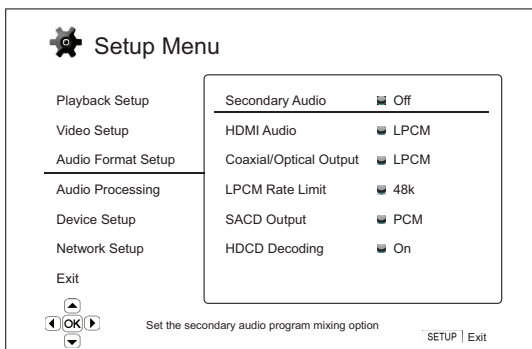 Setup Menu
Playback Setup
Video Setup
Audio Format Setup
Audio Processing
Device Setup
Network Setup
Exit
Secondary Audio Off
HDMI Audio LPCM
Coaxial/Optical Output LPCM
LPCM Rate Limit 48k
SACD Output PCM
HDCD Decoding On
OK
Set the secondary audio program mixing option
SETUP Exit